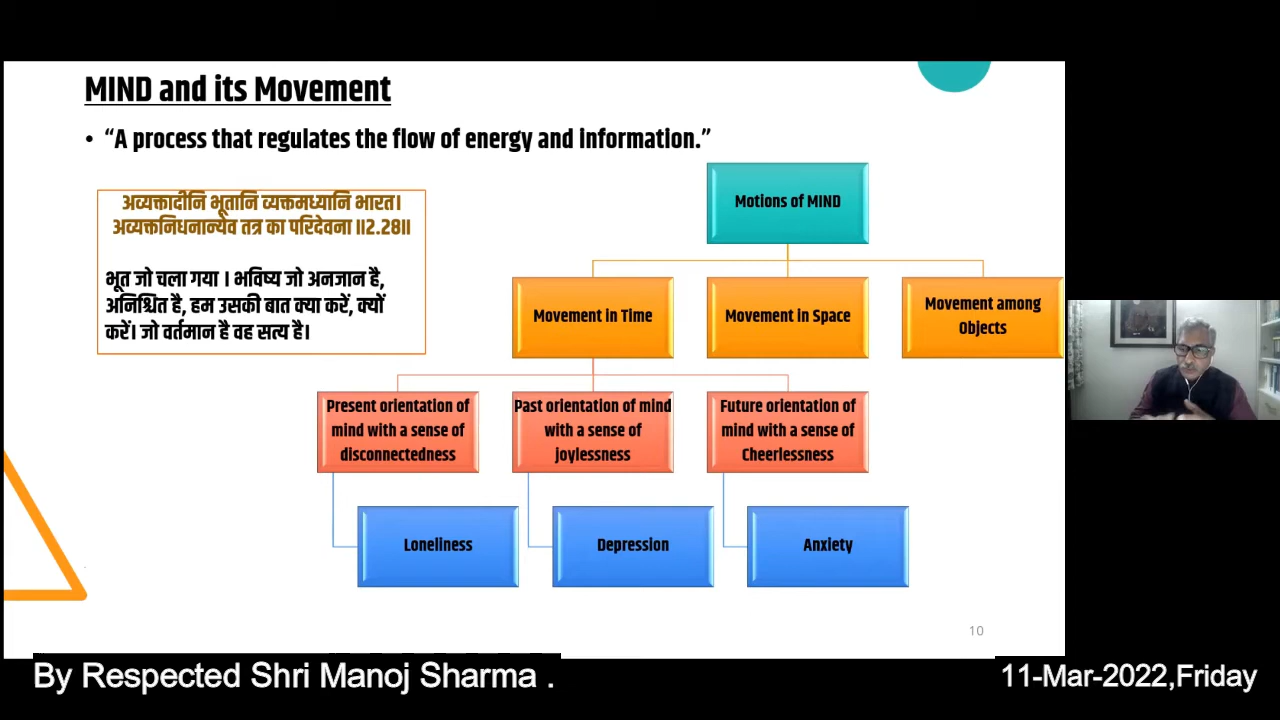 MIND and its Movement
• “A process that regulates the flow of energy and information.”
अव्यक्तादीनि भूतानि व्यक्तमध्यानि भारत।
अव्यक्तनिधनान्येव तत्र का परिदेवना ॥2.28॥
भूत जो चला गया । भविष्य जो अनजान है,
अनिश्चित है, हम उसकी बात क्या करें, क्यों
करें। जो वर्तमान है वह सत्य है।
Motions of MIND
Movement in Time
Movement in Space
Movement among
Objects
Present orientation of
mind with a sense of
disconnectedness
Past orientation of mind
with a sense of
joylessness
Future orientation of
mind with a sense of
Cheerlessness
Loneliness
Depression
Anxiety
10
By Respected Shri Manoj Sharma .
11-Mar-2022,Friday